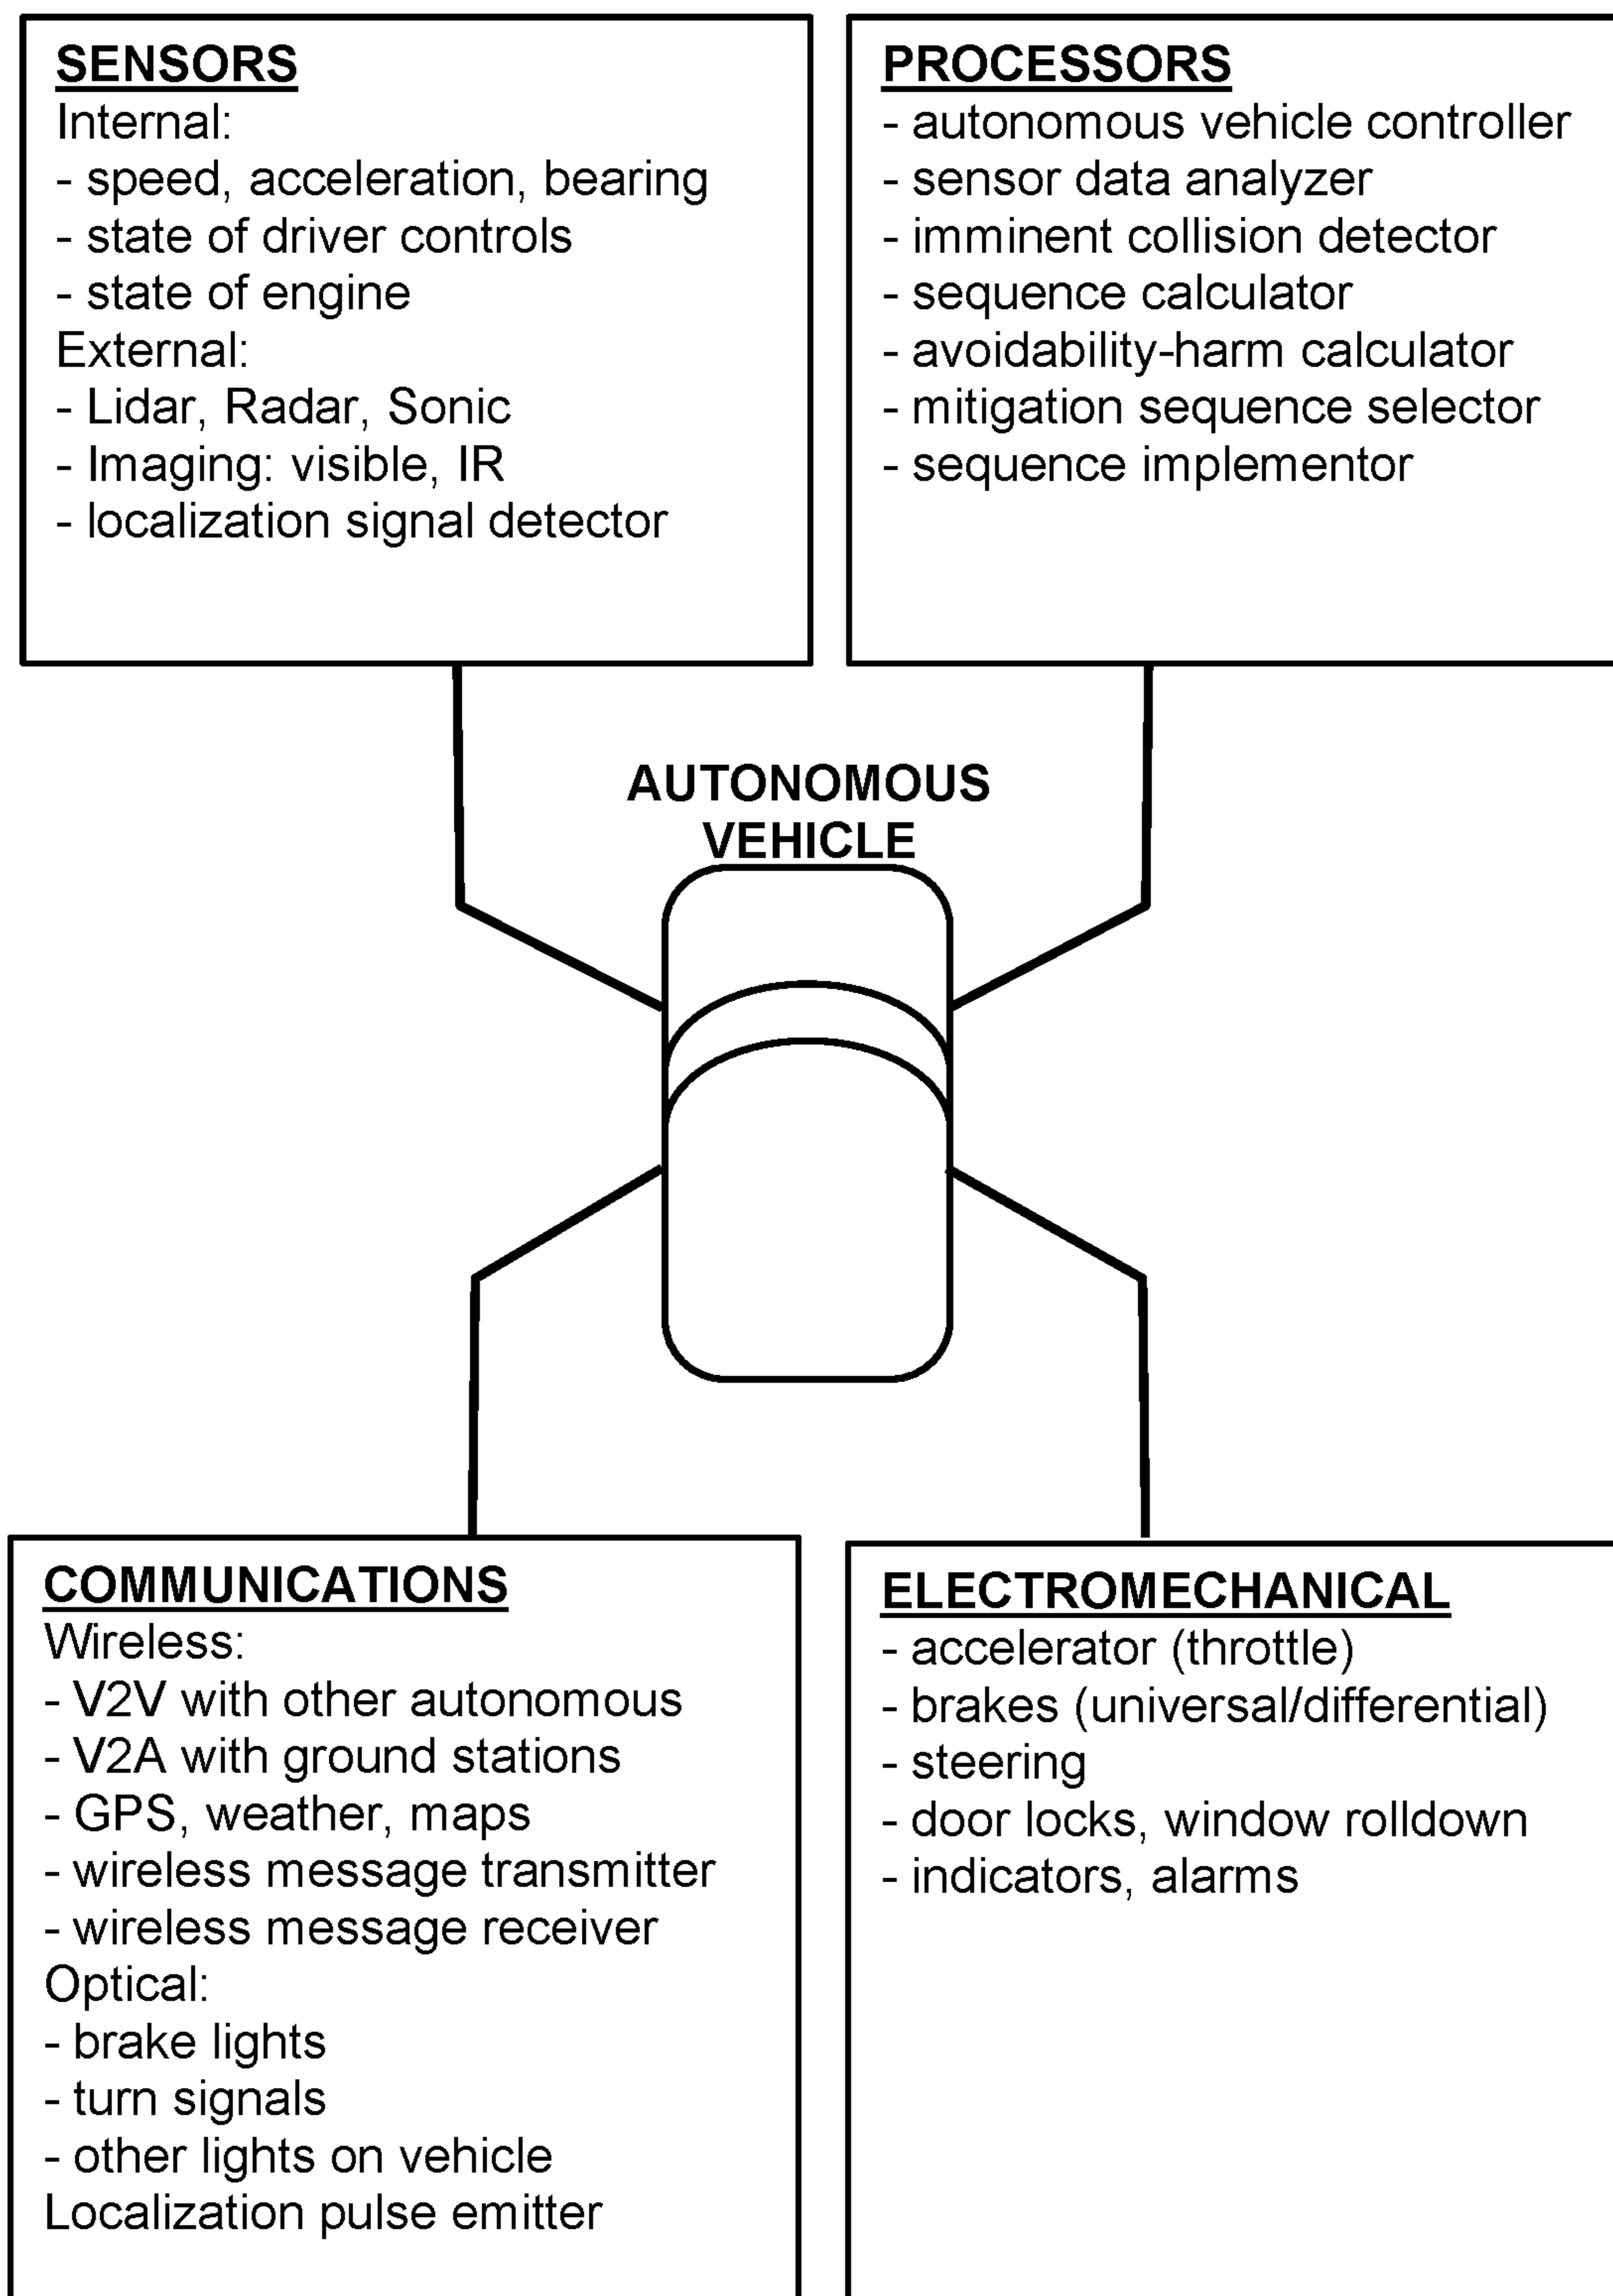 SENSORS
Internal:
- speed, acceleration, bearing
- state of driver controls
- state of engine
External:
- Lidar, Radar, Sonic
- Imaging: visible, IR
- localization signal detector
PROCESSORS
- autonomous vehicle controller
- sensor data analyzer
- imminent collision detector
- sequence calculator
- avoidability-harm calculator
- mitigation sequence selector
- sequence implementor
AUTONOMOUS
VEHICLE
COMMUNICATIONS
Wireless:
- V2V with other autonomous
- V2A with ground stations
- GPS, weather, maps
- wireless message transmitter
- wireless message receiver
Optical:
- brake lights
- turn signals
- other lights on vehicle
Localization pulse emitter
ELECTROMECHANICAL
- accelerator (throttle)
- brakes (universal/differential)
- steering
- door locks, window rolldown
- indicators, alarms